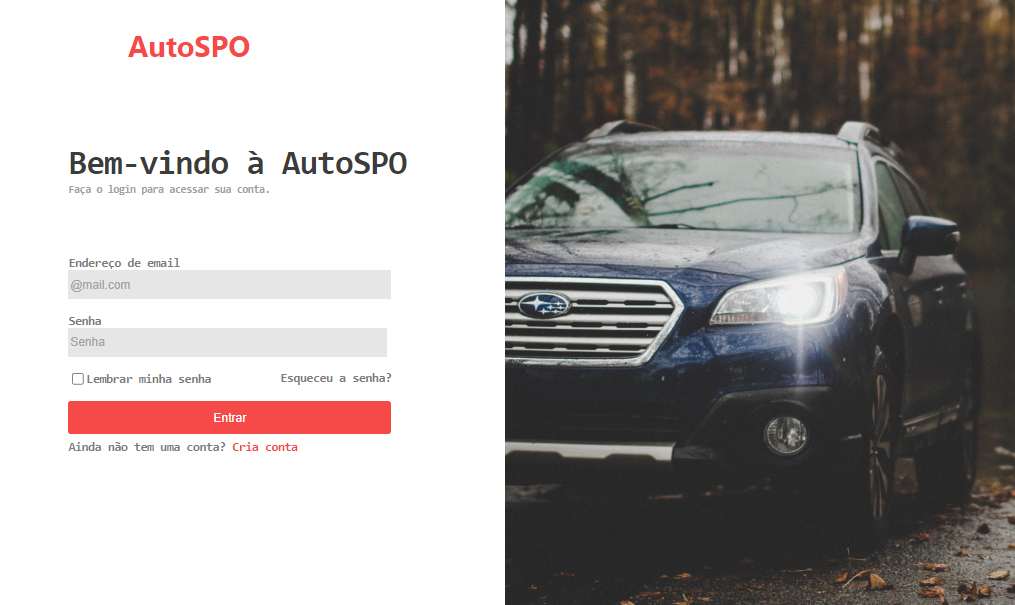 AutoSPO
Bem-vindo à AutoSPO
Faça o login para acessar sua conta.
Endereço de email
@mail.com
Senha
Senha
Lembrar minha senha Esqueceu a senha?
Entrar
Ainda não tem uma conta? Cria conta